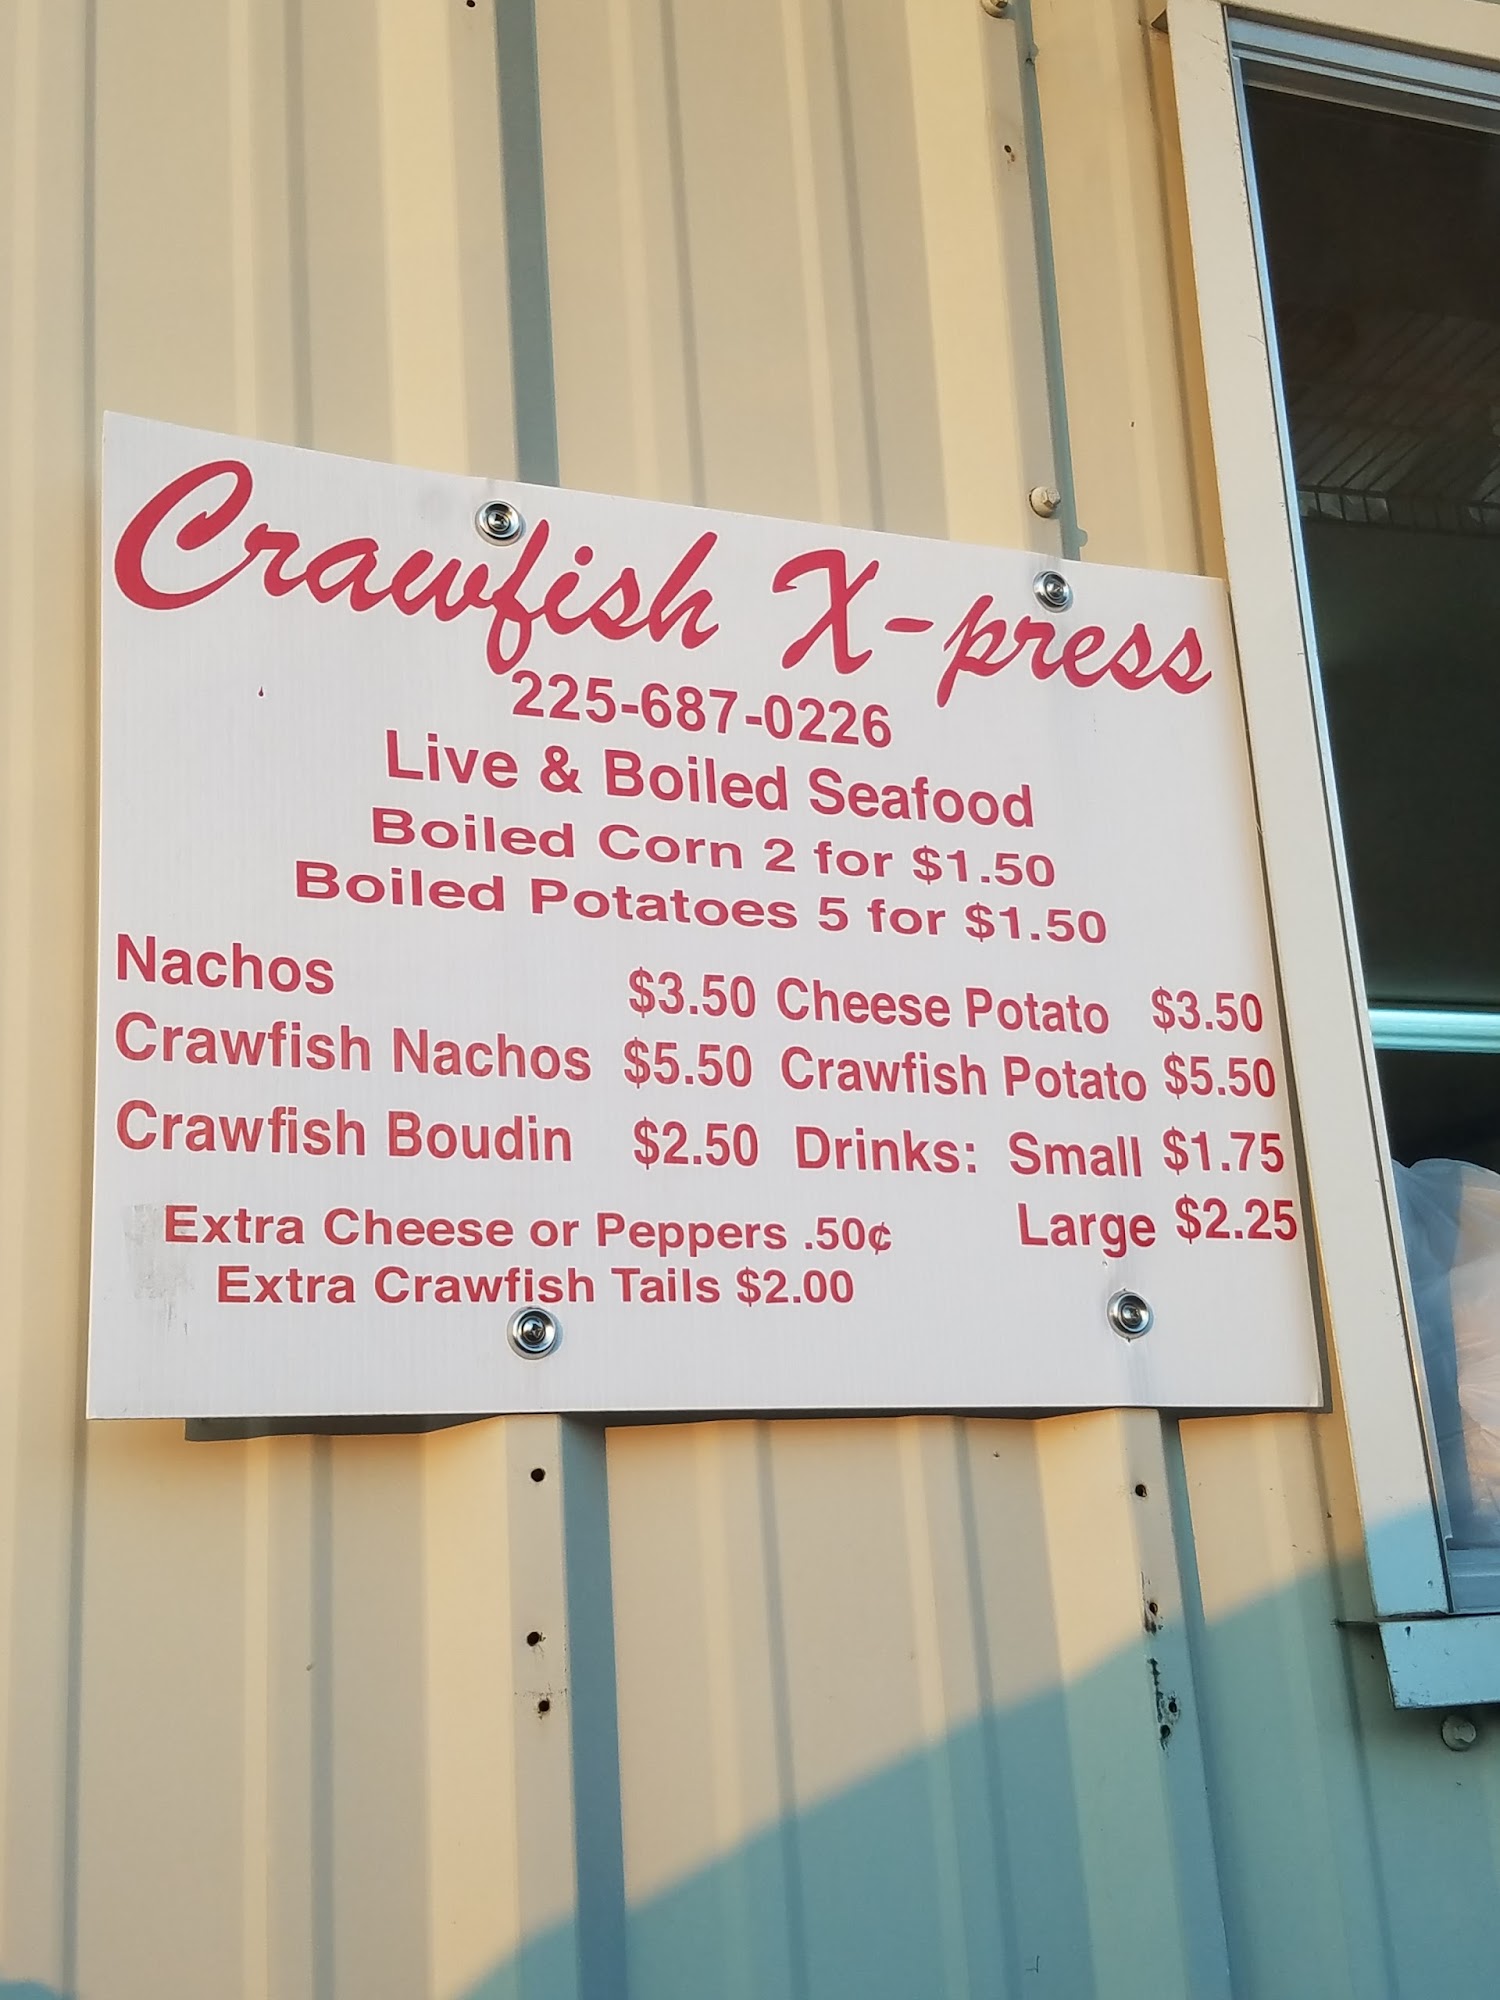 Crawfish X-press
225-687-0226
Live & Boiled Seafood
Boiled Corn 2 for $1.50
Boiled Potatoes 5 for $1.50
Nachos $3.50 Cheese Potato $3.50
Crawfish Nachos $5.50 Crawfish Potato $5.50
Crawfish Boudin $2.50 Drinks: Small $1.75
Extra Cheese or Peppers .50¢ Large $2.25
Extra Crawfish Tails $2.00